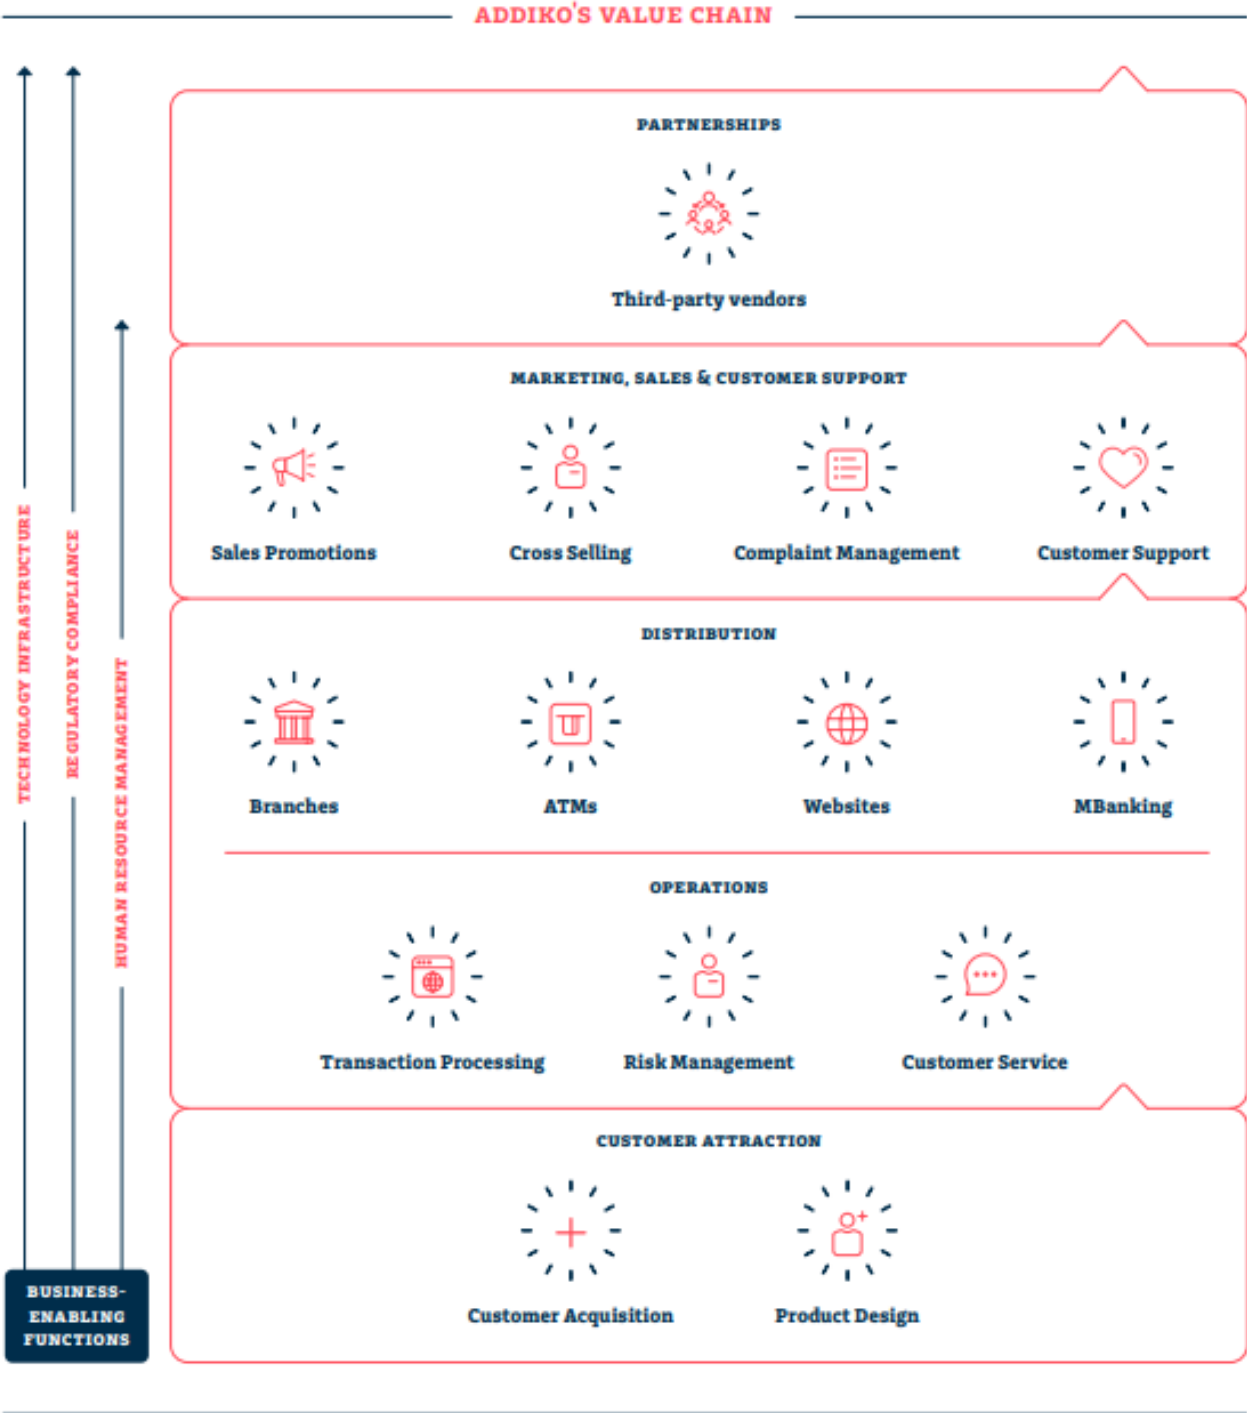 ADDIKO'S VALUE CHAIN
PARTNERSHIPS
Third-party vendors
MARKETING, SALES & CUSTOMER SUPPORT
Sales Promotions
Cross Selling
Complaint Management
Customer Support
DISTRIBUTION
Branches
ATMs
Websites
MBanking
OPERATIONS
Transaction Processing
Risk Management
Customer Service
CUSTOMER ATTRACTION
Customer Acquisition
Product Design
TECHNOLOGY INFRASTRUCTURE
REGULATORY COMPLIANCE
HUMAN RESOURCE MANAGEMENT
BUSINESS-
ENABLING
FUNCTIONS